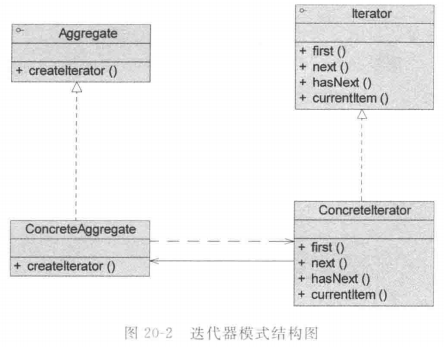 Aggregate
+ createIterator ()
Iterator
+ first ()
+ next ()
+ hasNext ()
+ currentItem ()
ConcreteAggregate
+ createIterator ()
ConcreteIterator
+ first ()
+ next ()
+ hasNext ()
+ currentItem ()
图 20-2 迭代器模式结构图